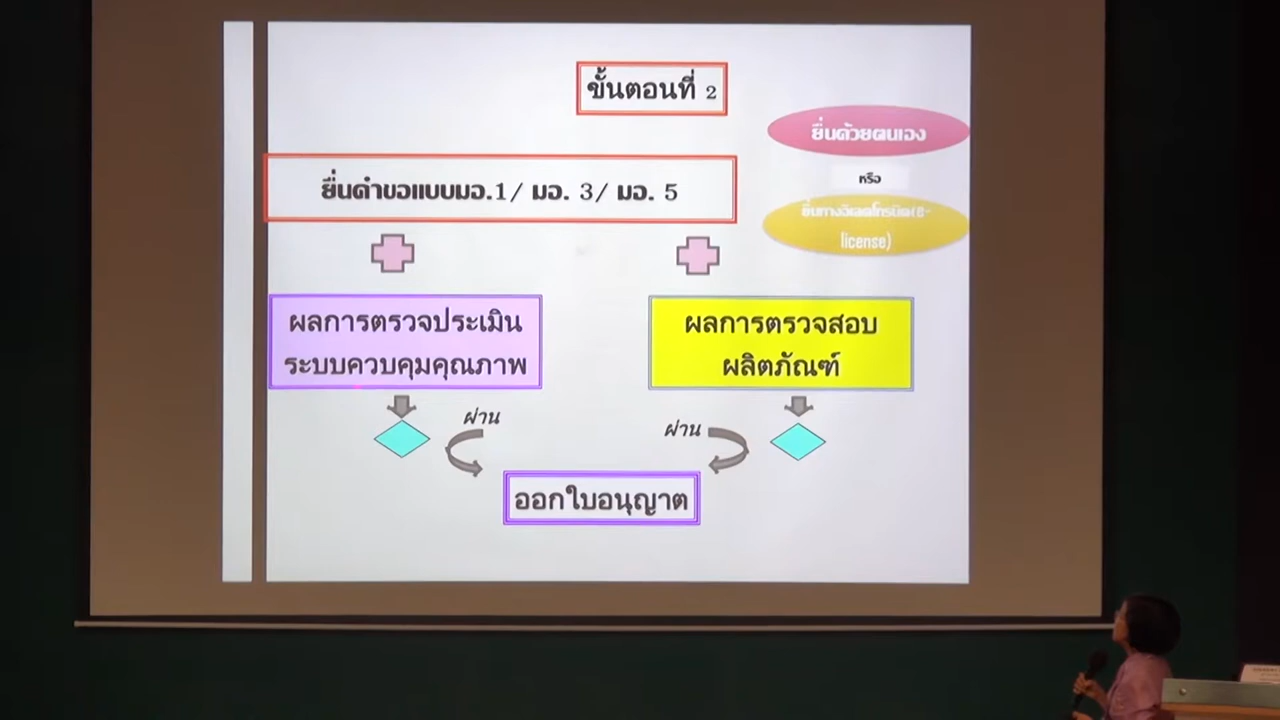 ขั้นตอนที่ 2
ยื่นด้วยตนเอง
หรือ
ยื่นทางอิเลคโทรนิค(e-
license)
ยื่นคำขอแบบมอ.1/ มอ. 3/ มอ. 5
ผลการตรวจประเมิน
ระบบควบคุมคุณภาพ
ผลการตรวจสอบ
ผลิตภัณฑ์
ผ่าน
ผ่าน
ออกใบอนุญาต